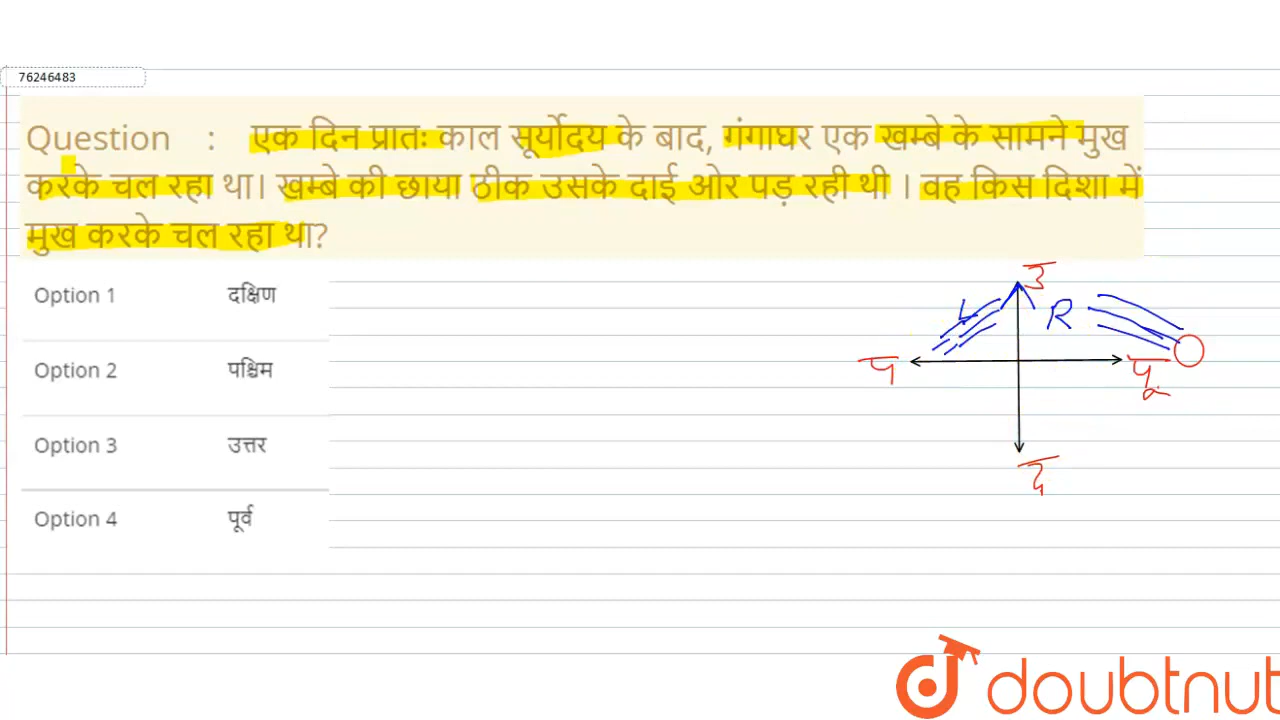 76246483
Question : एक दिन प्रातः काल सूर्योदय के बाद, गंगाधर एक खम्बे के सामने मुख
करके चल रहा था। खम्बे की छाया ठीक उसके दाई ओर पड़ रही थी । वह किस दिशा में
मुख करके चल रहा था?
Option 1 दक्षिण
Option 2 पश्चिम
Option 3 उत्तर
Option 4 पूर्व
उ
L R
प पू
द
doubtnut